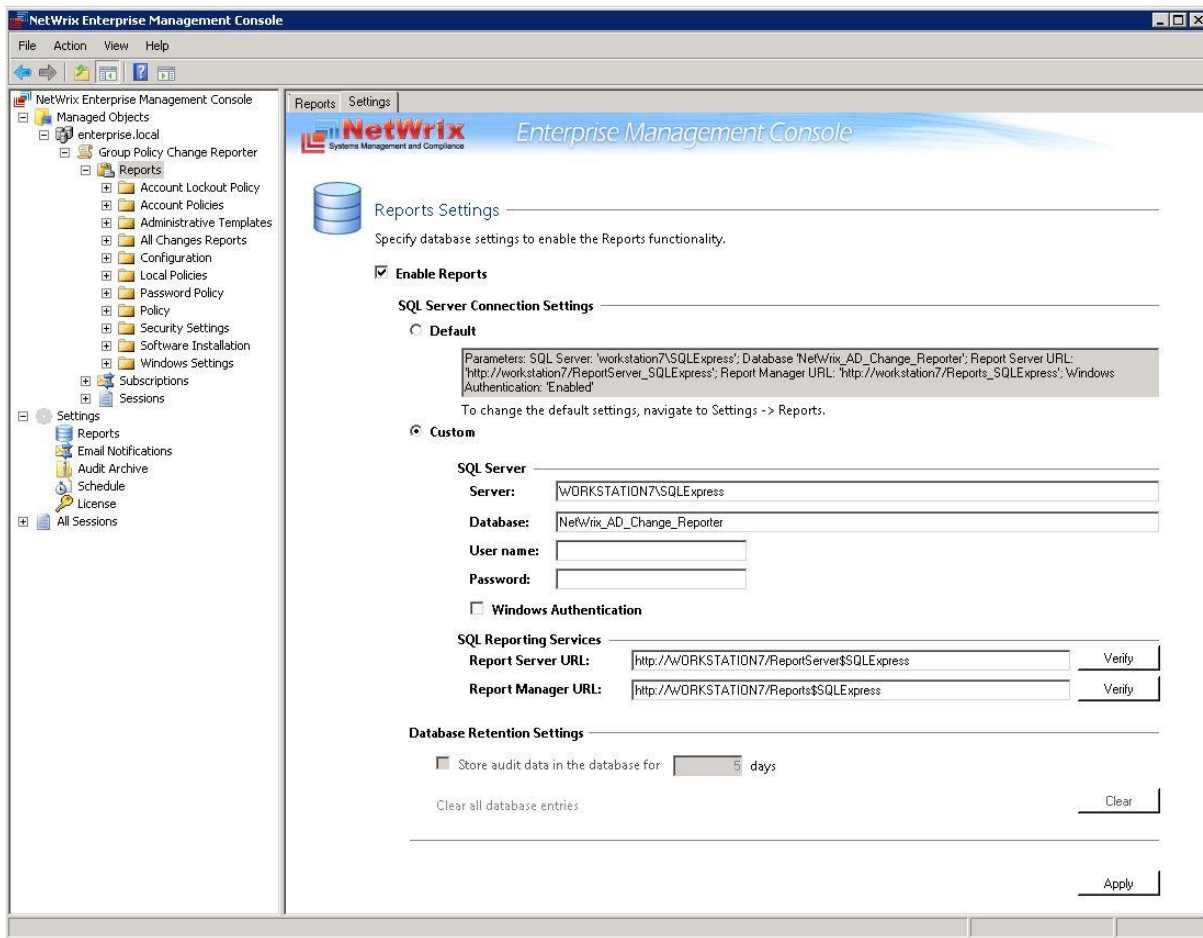 NetWrix Enterprise Management Console
File Action View Help
NetWrix Enterprise Management Console
Managed Objects
enterprise.local
Group Policy Change Reporter
Reports
Account Lockout Policy
Account Policies
Administrative Templates
All Changes Reports
Configuration
Local Policies
Password Policy
Policy
Security Settings
Software Installation
Windows Settings
Subscriptions
Sessions
Settings
Reports
Email Notifications
Audit Archive
Schedule
License
All Sessions
Reports Settings
NetWrix
Systems Management and Compliance
Enterprise Management Console
Reports Settings
Specify database settings to enable the Reports functionality.
Enable Reports
SQL Server Connection Settings
Default
Parameters: SQL Server: 'workstation7\SQLExpress'; Database 'NetWrix_AD_Change_Reporter'; Report Server URL:
'http://workstation7/ReportServer_SQLExpress'; Report Manager URL: 'http://workstation7/Reports_SQLExpress'; Windows
Authentication: 'Enabled'
To change the default settings, navigate to Settings -> Reports.
Custom
SQL Server
Server: WORKSTATION7\SQLExpress
Database: NetWrix_AD_Change_Reporter
User name:
Password:
Windows Authentication
SQL Reporting Services
Report Server URL: http://WORKSTATION7/ReportServer$SQLExpress Verify
Report Manager URL: http://WORKSTATION7/Reports$SQLExpress Verify
Database Retention Settings
Store audit data in the database for 5 days
Clear all database entries Clear
Apply